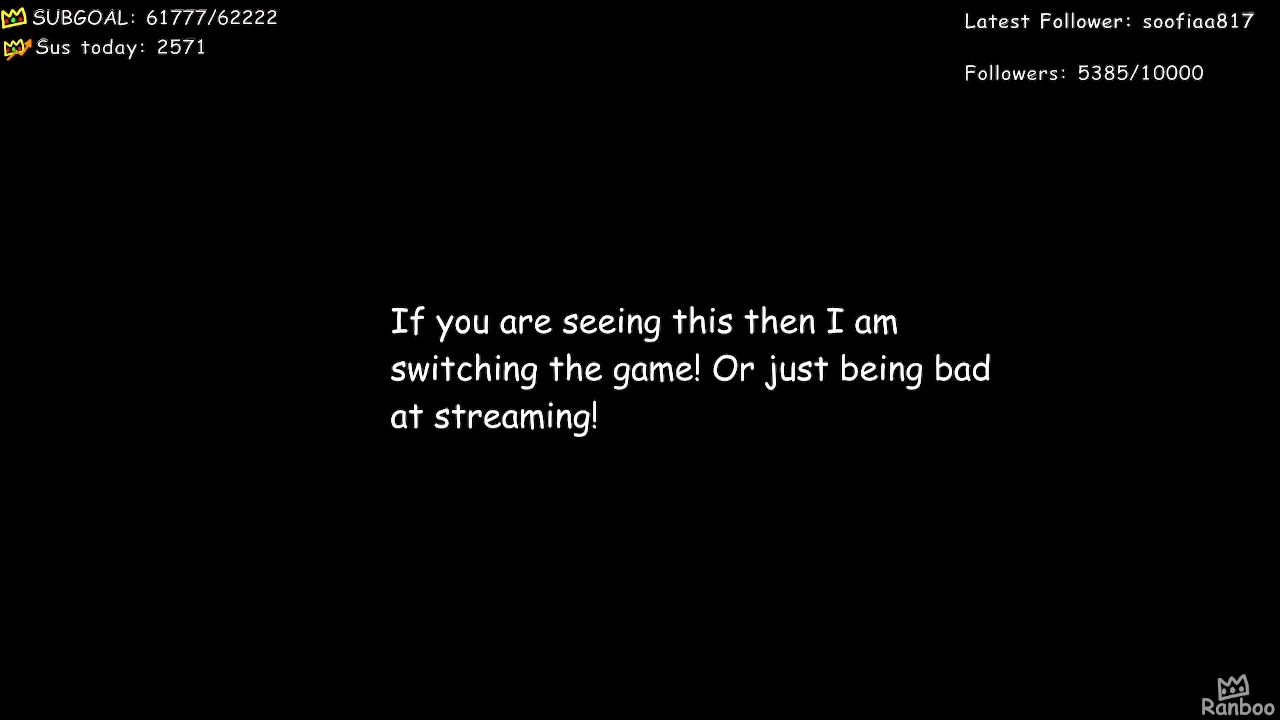 SUBGOAL: 61777/62222
Sus today: 2571
Latest Follower: soofiaa817
Followers: 5385/10000
If you are seeing this then I am
switching the game! Or just being bad
at streaming!
Ranboo